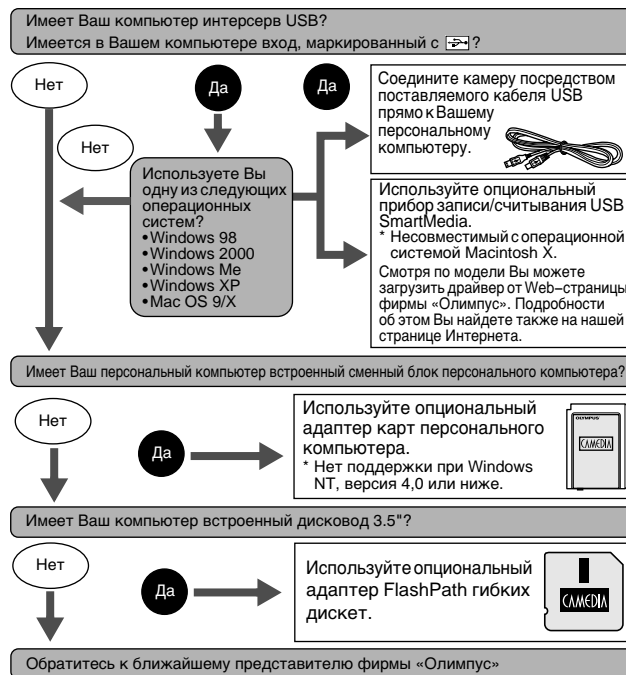 Имеет Ваш компьютер интерсерв USB?
Имеется в Вашем компьютере вход, маркированный с ?
Нет
Да
Да
Соедините камеру посредством
поставляемого кабеля USB
прямо к Вашему
персональному
компьютеру.
Нет
Используете Вы
одну из следующих
операционных
систем?
•Windows 98
•Windows 2000
•Windows Me
•Windows XP
•Mac OS 9/X
Используйте опциональный
прибор записи/считывания USB
SmartMedia.
* Несовместимый с операционной
системой Macintosh X.
Смотря по модели Вы можете
загрузить драйвер от Web–страницы
фирмы «Олимпус». Подробности
об этом Вы найдете также на нашей
странице Интернета.
Имеет Ваш персональный компьютер встроенный сменный блок персонального компьютера?
Нет
Да
Используйте опциональный
адаптер карт персонального
компьютера.
* Нет поддержки при Windows
NT, версия 4,0 или ниже.
OLYMPUS
CAMEDIA
Имеет Ваш компьютер встроенный дисковод 3.5"?
Нет
Да
Используйте опциональный
адаптер FlashPath гибких
дискет.
CAMEDIA
Обратитесь к ближайшему представителю фирмы «Олимпус»